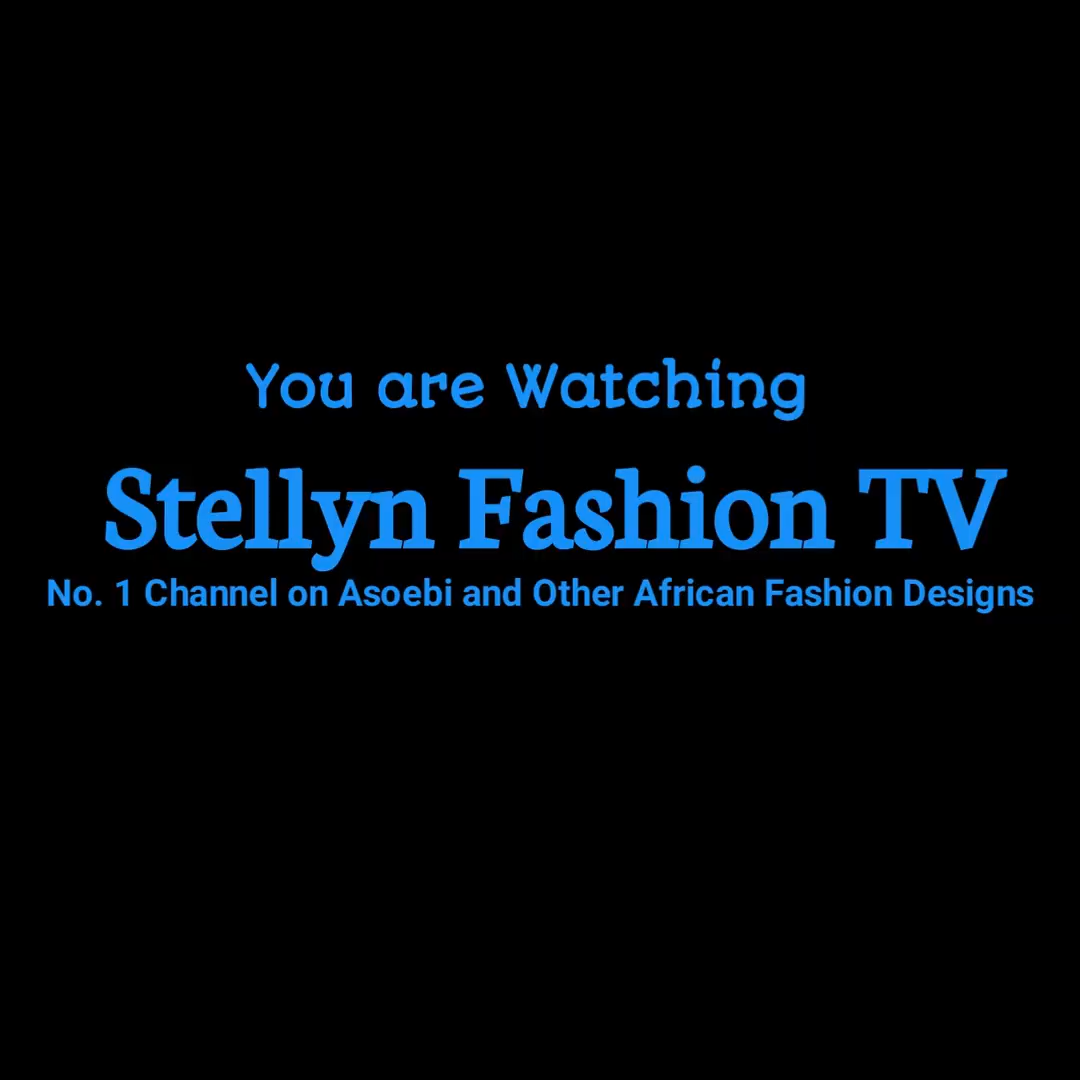 You are Watching
Stellyn Fashion TV
No. 1 Channel on Asoebi and Other African Fashion Designs